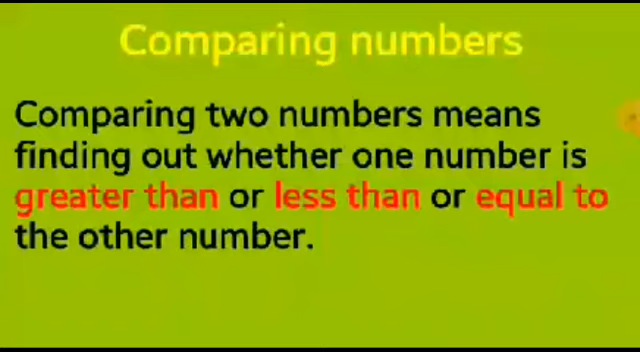 Comparing numbers
Comparing two numbers means
finding out whether one number is
greater than or less than or equal to
the other number.